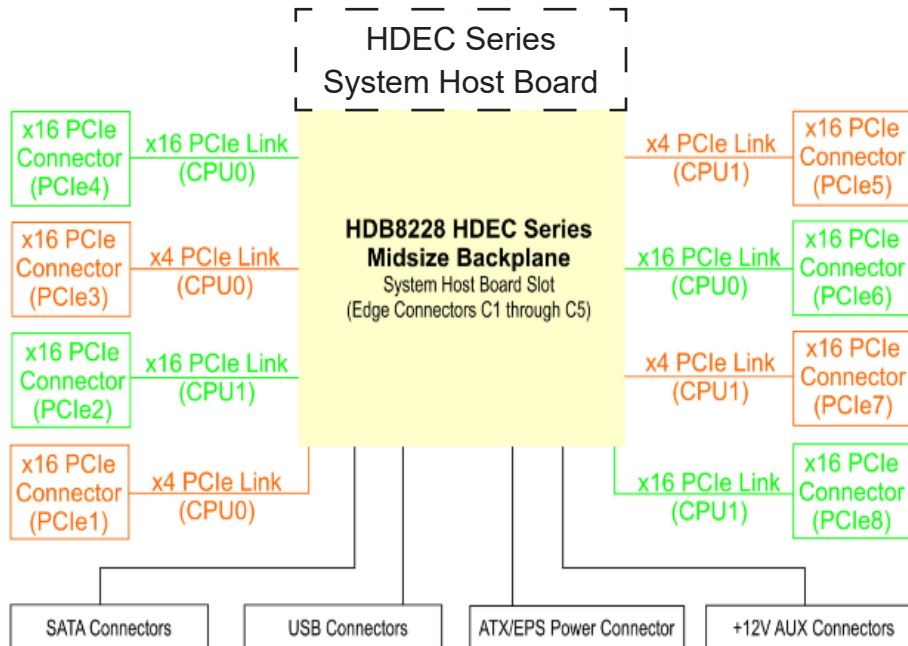 HDEC Series
System Host Board
x16 PCIe
Connector
(PCIe4)
x16 PCIe Link
(CPU0)
x16 PCIe
Connector
(PCIe3)
x4 PCIe Link
(CPU0)
x16 PCIe
Connector
(PCIe2)
x16 PCIe Link
(CPU1)
x16 PCIe
Connector
(PCIe1)
x4 PCIe Link
(CPU0)
HDB8228 HDEC Series
Midsize Backplane
System Host Board Slot
(Edge Connectors C1 through C5)
x4 PCIe Link
(CPU1)
x16 PCIe
Connector
(PCIe5)
x16 PCIe Link
(CPU0)
x16 PCIe
Connector
(PCIe6)
x4 PCIe Link
(CPU1)
x16 PCIe
Connector
(PCIe7)
x16 PCIe Link
(CPU1)
x16 PCIe
Connector
(PCIe8)
SATA Connectors
USB Connectors
ATX/EPS Power Connector
+12V AUX Connectors